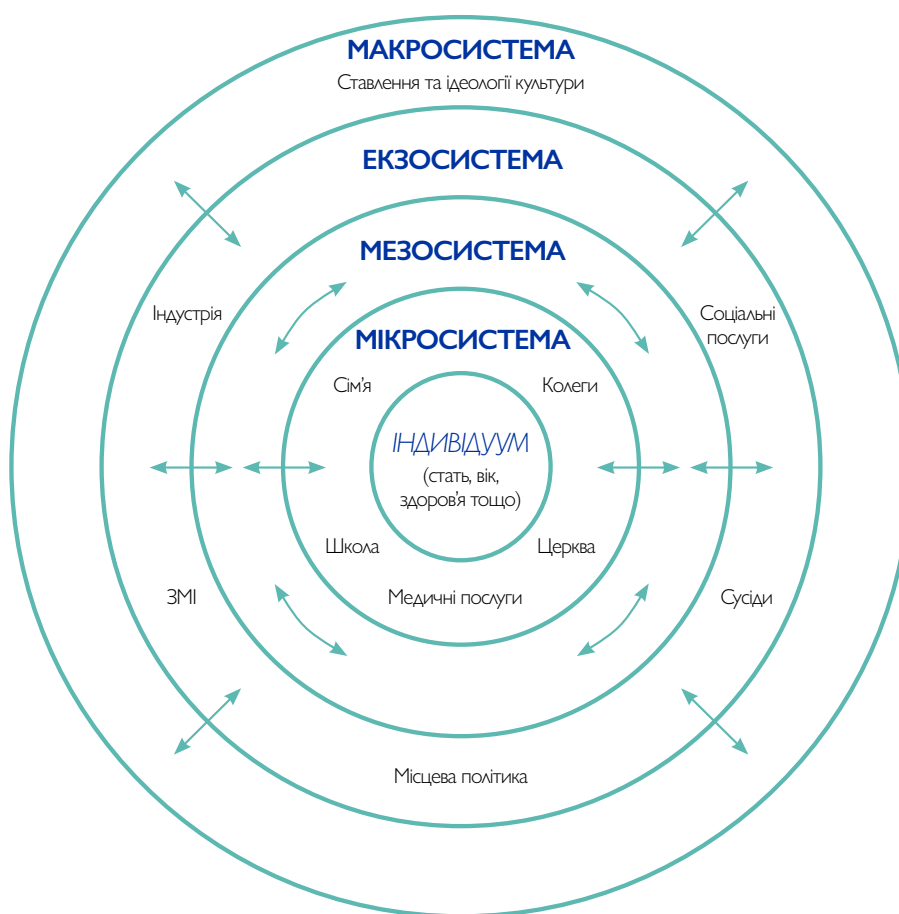 МАКРОСИСТЕМА
Ставлення та ідеології культури
ЕКЗОСИСТЕМА
МЕЗОСИСТЕМА
Індустрія
Соціальні
послуги
МІКРОСИСТЕМА
Сім'я
Колеги
ІНДИВІДУУМ
(стать, вік,
здоров'я тощо)
Школа
Церква
Медичні послуги
ЗМІ
Сусіди
Місцева політика